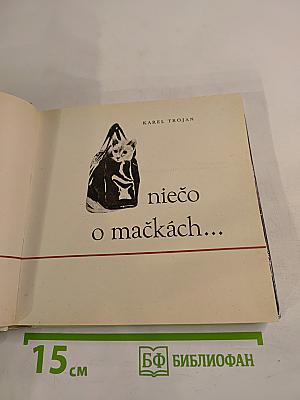 KAREL TROJAN
niečo
o mačkách...
15 см
БФ БИБЛИОФАН